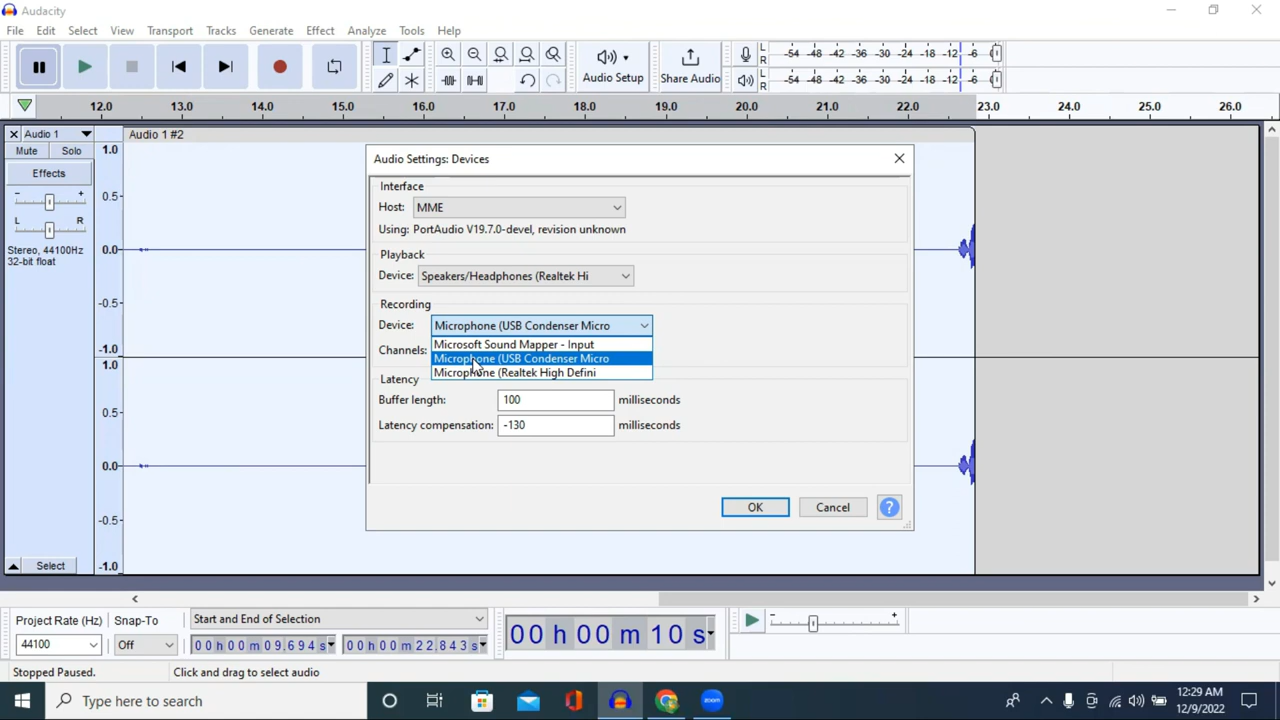 Audacity
File Edit Select View Transport Tracks Generate Effect Analyze Tools Help
Audio Setup
Share Audio
L
R
-54 -48 -42 -36 -30 -24 -18 -12 -6 0
L
R
-54 -48 -42 -36 -30 -24 -18 -12 -6 0
12.0 13.0 14.0 15.0 16.0 17.0 18.0 19.0 20.0 21.0 22.0 23.0 24.0 25.0 26.0
Audio 1
Audio 1 #2
Mute Solo
Effects
- +
L R
Stereo, 44100Hz
32-bit float
1.0
0.5
0.0
-0.5
-1.0
1.0
0.5
0.0
-0.5
-1.0
Select
Audio Settings: Devices
Interface
Host: MME
Using: PortAudio V19.7.0-devel, revision unknown
Playback
Device: Speakers/Headphones (Realtek Hi
Recording
Device: Microphone (USB Condenser Micro
Microsoft Sound Mapper - Input
Channels:
Microphone (USB Condenser Micro
Microphone (Realtek High Defini
Latency
Buffer length: 100 milliseconds
Latency compensation: -130 milliseconds
OK Cancel ?
Project Rate (Hz) Snap-To
44100 Off
Start and End of Selection
00 h 00 m 09.694 s 00 h 00 m 22.843 s
00 h 00 m 10 s
- +
Stopped Paused. Click and drag to select audio
Type here to search
zoom
12:29 AM
12/9/2022